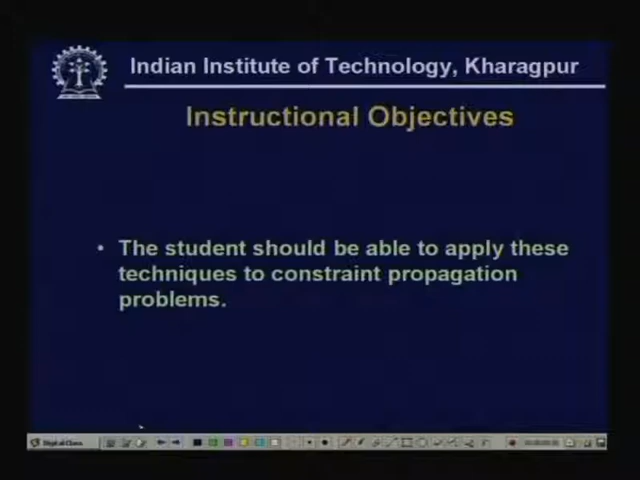 Indian Institute of Technology, Kharagpur
Instructional Objectives
• The student should be able to apply these
techniques to constraint propagation
problems.
DigitalClass